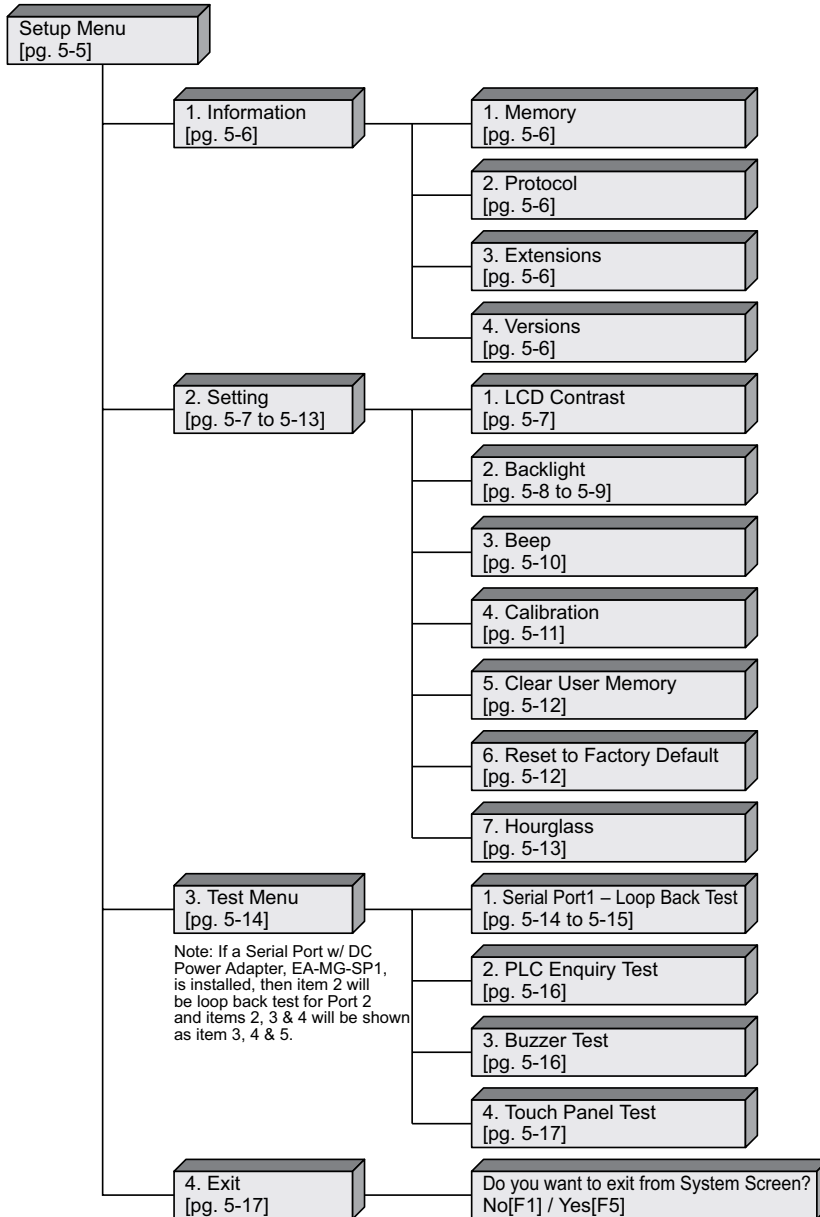 Setup Menu
[pg. 5-5]
1. Information
[pg. 5-6]
1. Memory
[pg. 5-6]
2. Protocol
[pg. 5-6]
3. Extensions
[pg. 5-6]
4. Versions
[pg. 5-6]
2. Setting
[pg. 5-7 to 5-13]
1. LCD Contrast
[pg. 5-7]
2. Backlight
[pg. 5-8 to 5-9]
3. Beep
[pg. 5-10]
4. Calibration
[pg. 5-11]
5. Clear User Memory
[pg. 5-12]
6. Reset to Factory Default
[pg. 5-12]
7. Hourglass
[pg. 5-13]
3. Test Menu
[pg. 5-14]
Note: If a Serial Port w/ DC
Power Adapter, EA-MG-SP1,
is installed, then item 2 will
be loop back test for Port 2
and items 2, 3 & 4 will be shown
as item 3, 4 & 5.
1. Serial Port1 – Loop Back Test
[pg. 5-14 to 5-15]
2. PLC Enquiry Test
[pg. 5-16]
3. Buzzer Test
[pg. 5-16]
4. Touch Panel Test
[pg. 5-17]
4. Exit
[pg. 5-17]
Do you want to exit from System Screen?
No[F1] / Yes[F5]